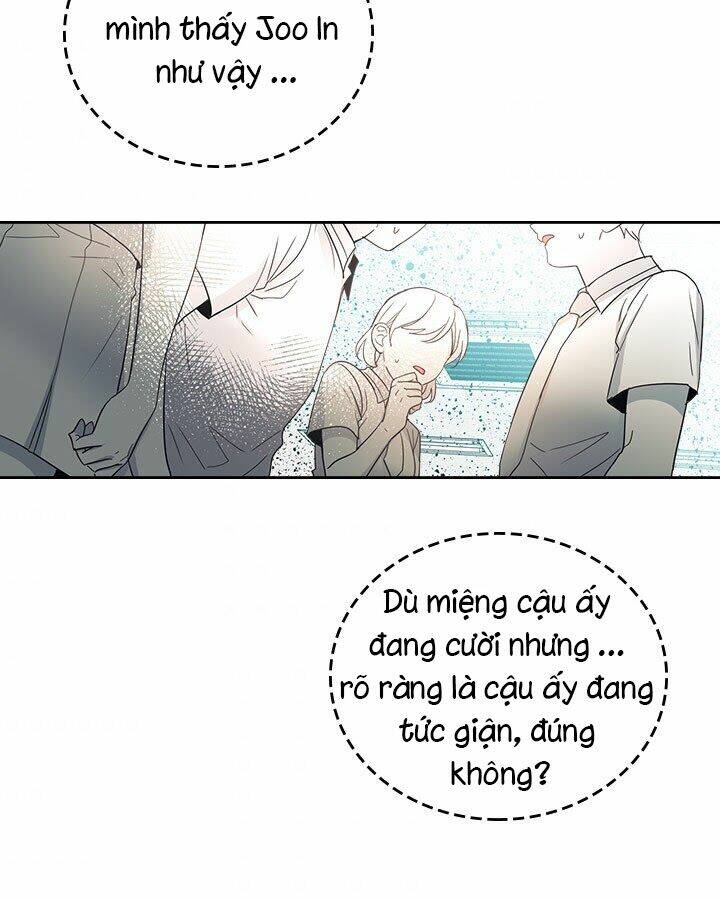 mình thấy Joo In
như vậy ...
Dù miệng cậu ấy
đang cười nhưng ...
rõ ràng là cậu ấy đang
tức giận, đúng
không?